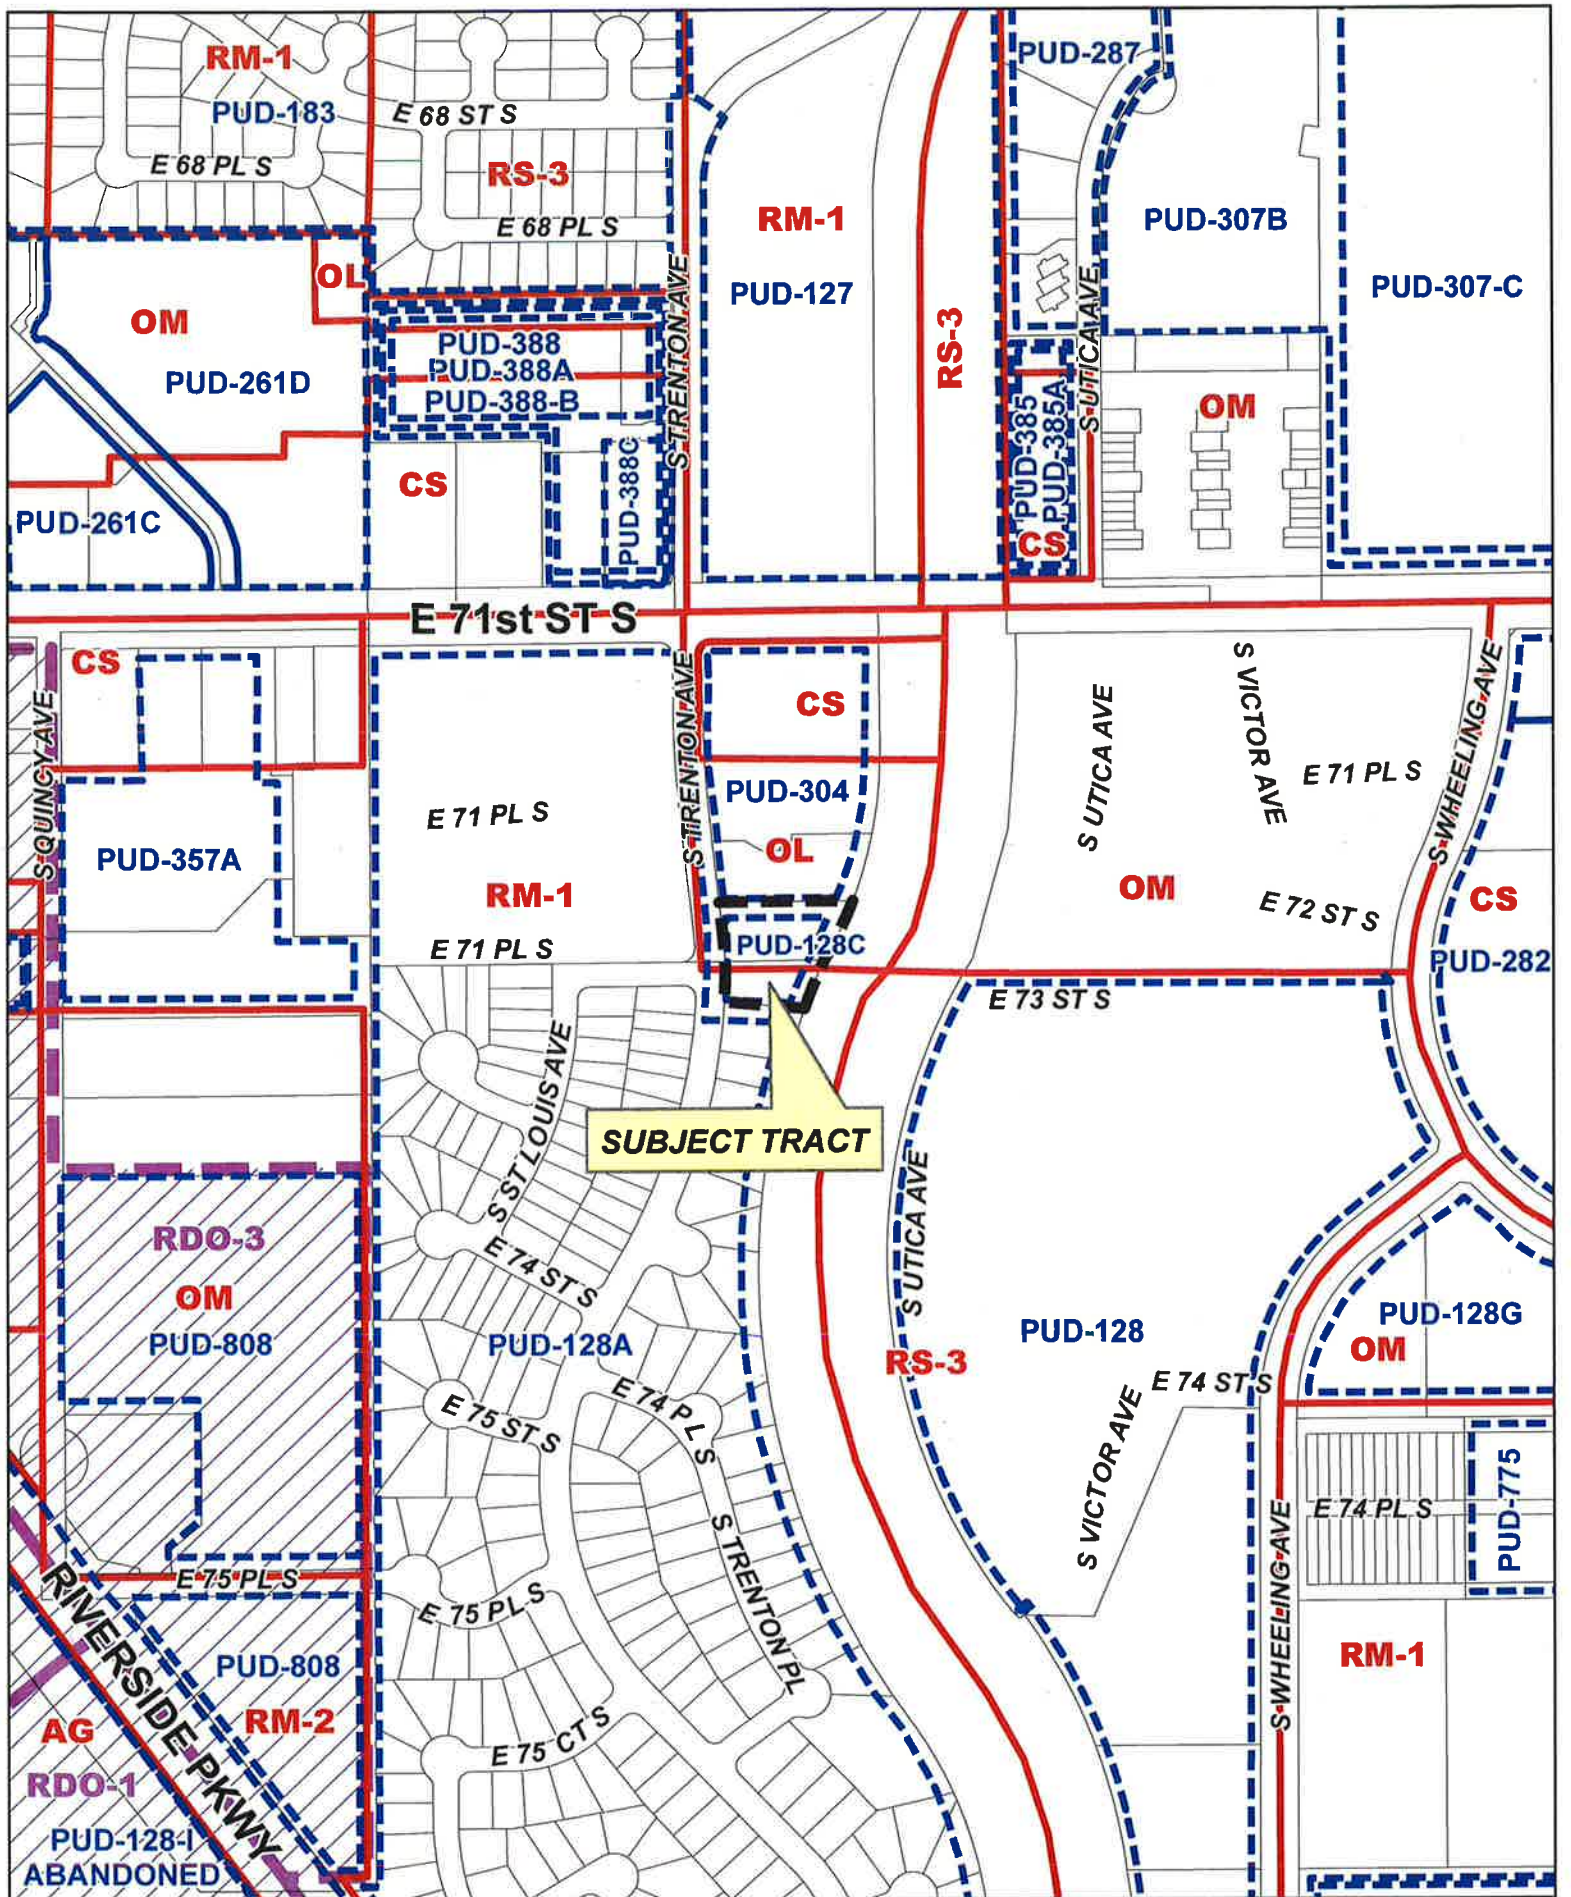 RM-1
PUD-183
E 68 ST S
E 68 PL S
RS-3
E 68 PL S
PUD-287
RM-1
PUD-127
PUD-307B
PUD-307-C
OL
OM
PUD-261D
PUD-388
PUD-388A
PUD-388-B
S TRENTON AVE
RS-3
S UTICA AVE
PUD-385
PUD-385A
OM
CS
PUD-388C
PUD-261C
CS
E 71st ST S
CS
S QUINCY AVE
S TRENTON AVE
CS
S UTICA AVE
S VICTOR AVE
E 71 PL S
S WHEELING AVE
PUD-304
E 71 PL S
OL
PUD-357A
RM-1
OM
E 72 ST S
CS
E 71 PL S
PUD-128C
PUD-282
E 73 ST S
S ST LOUIS AVE
SUBJECT TRACT
S UTICA AVE
RDO-3
OM
PUD-808
E 74 ST S
PUD-128A
PUD-128
PUD-128G
OM
RS-3
E 74 ST S
E 74 PL S
E 75 ST S
S VICTOR AVE
E 74 PL S
PUD-775
S TRENTON PL
S WHEELING AVE
E 75 PL S
E 75 PL S
RIVERSIDE PKWY
PUD-808
RM-2
RM-1
AG
RDO-1
E 75 CT S
PUD-128-I
ABANDONED